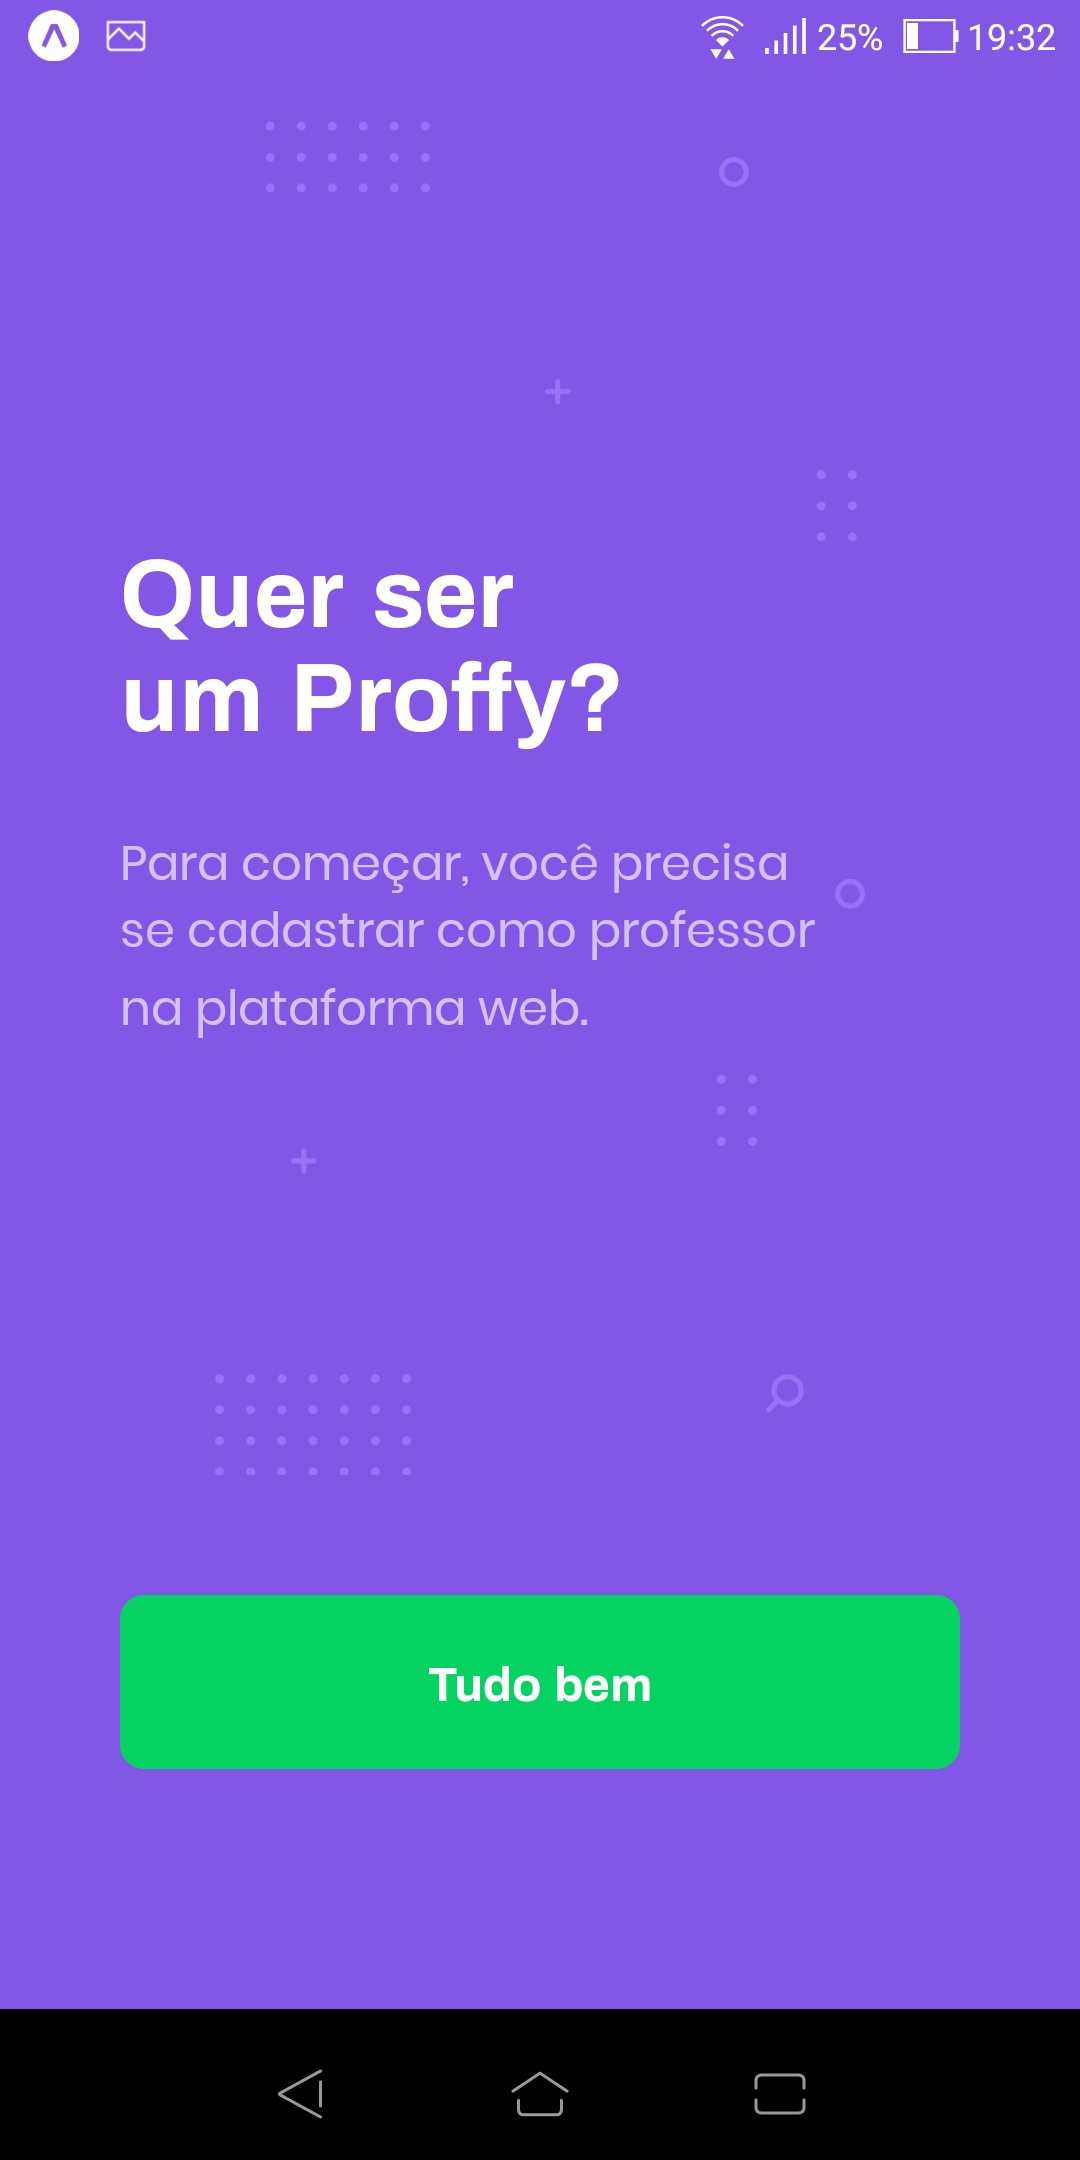 25% 19:32
Quer ser
um Proffy?
Para começar, você precisa
se cadastrar como professor
na plataforma web.
Tudo bem